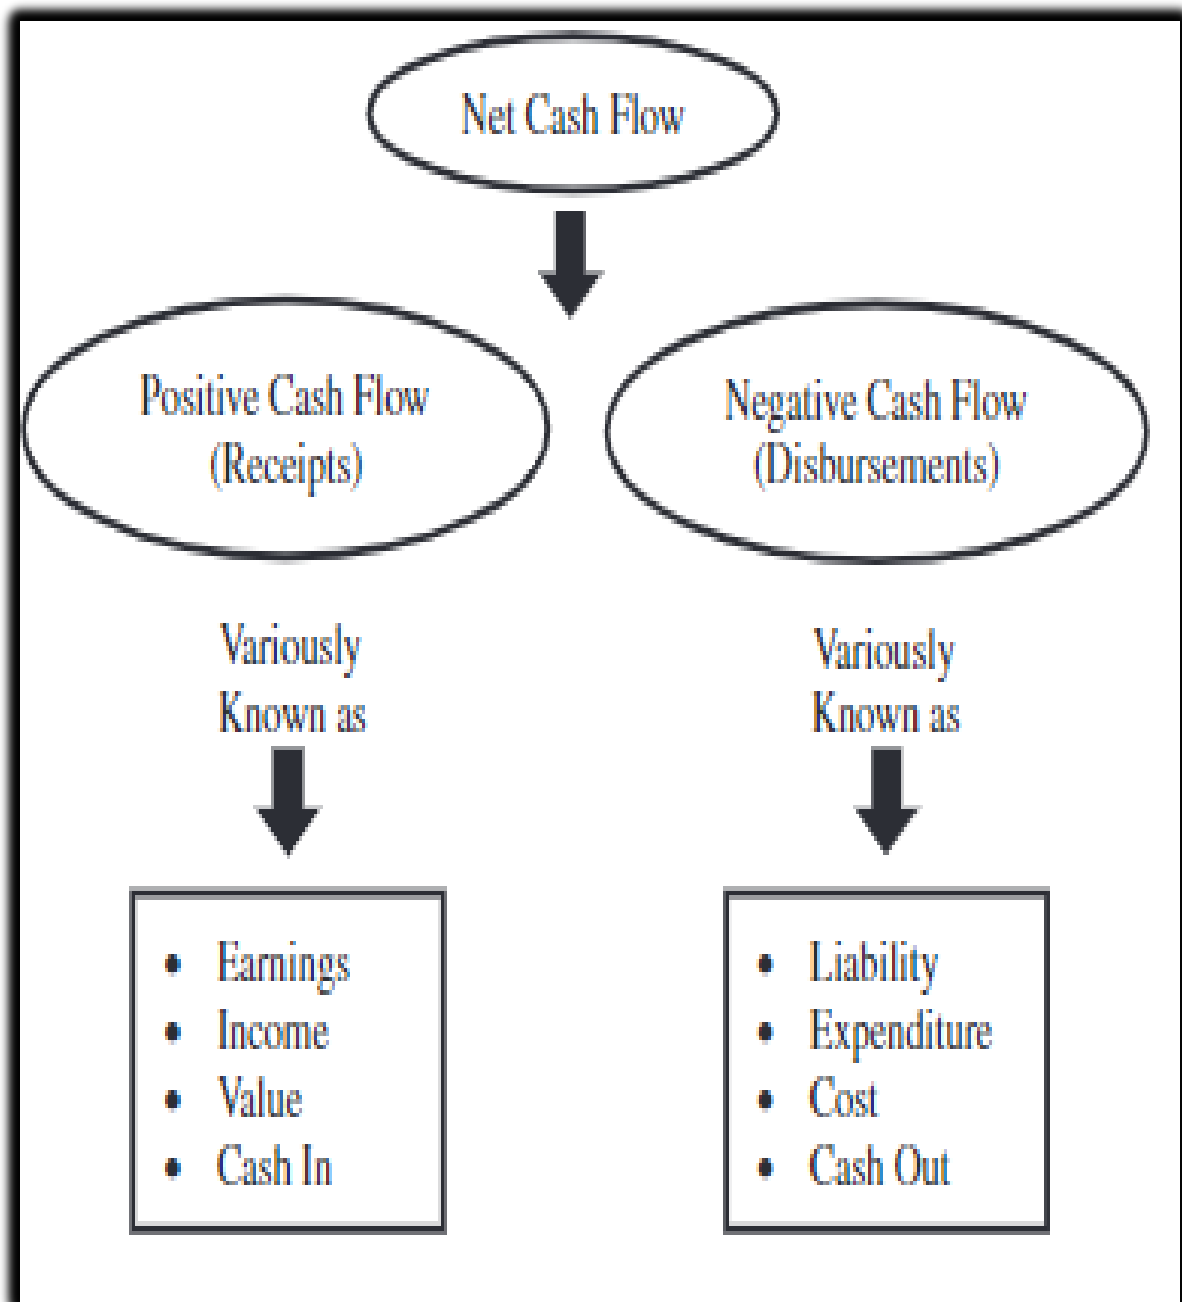 Net Cash Flow
Positive Cash Flow
(Receipts)
Negative Cash Flow
(Disbursements)
Variously
Known as
Variously
Known as
• Earnings
• Income
• Value
• Cash In
• Liability
• Expenditure
• Cost
• Cash Out